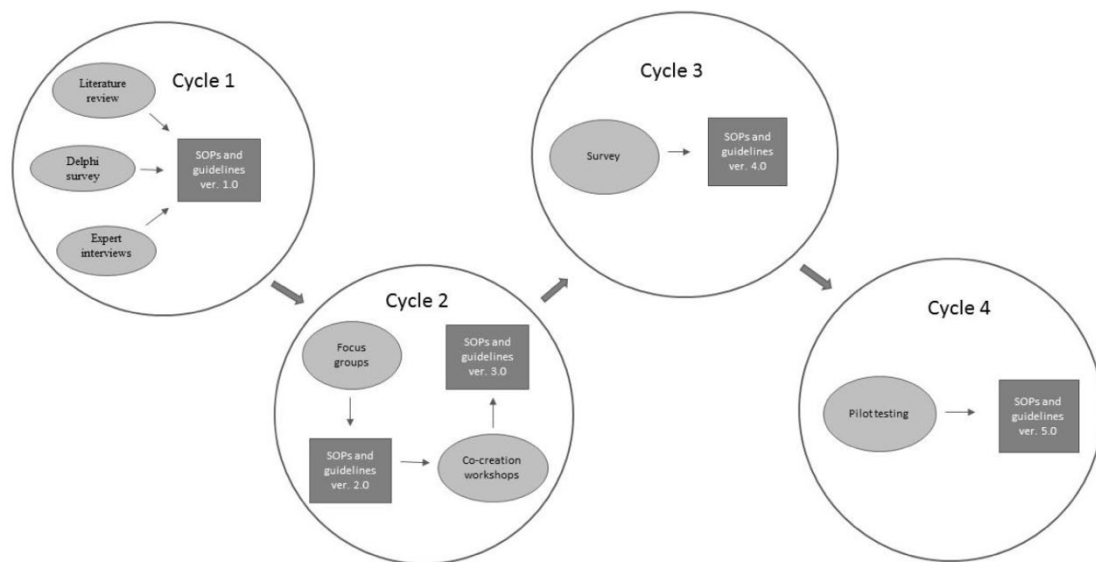 Cycle 1
Literature
review
Delphi
survey
Expert
interviews
SOPs and
guidelines
ver. 1.0
Cycle 2
Focus
groups
SOPs and
guidelines
ver. 2.0
Co-creation
workshops
SOPs and
guidelines
ver. 3.0
Cycle 3
Survey
SOPs and
guidelines
ver. 4.0
Cycle 4
Pilot testing
SOPs and
guidelines
ver. 5.0